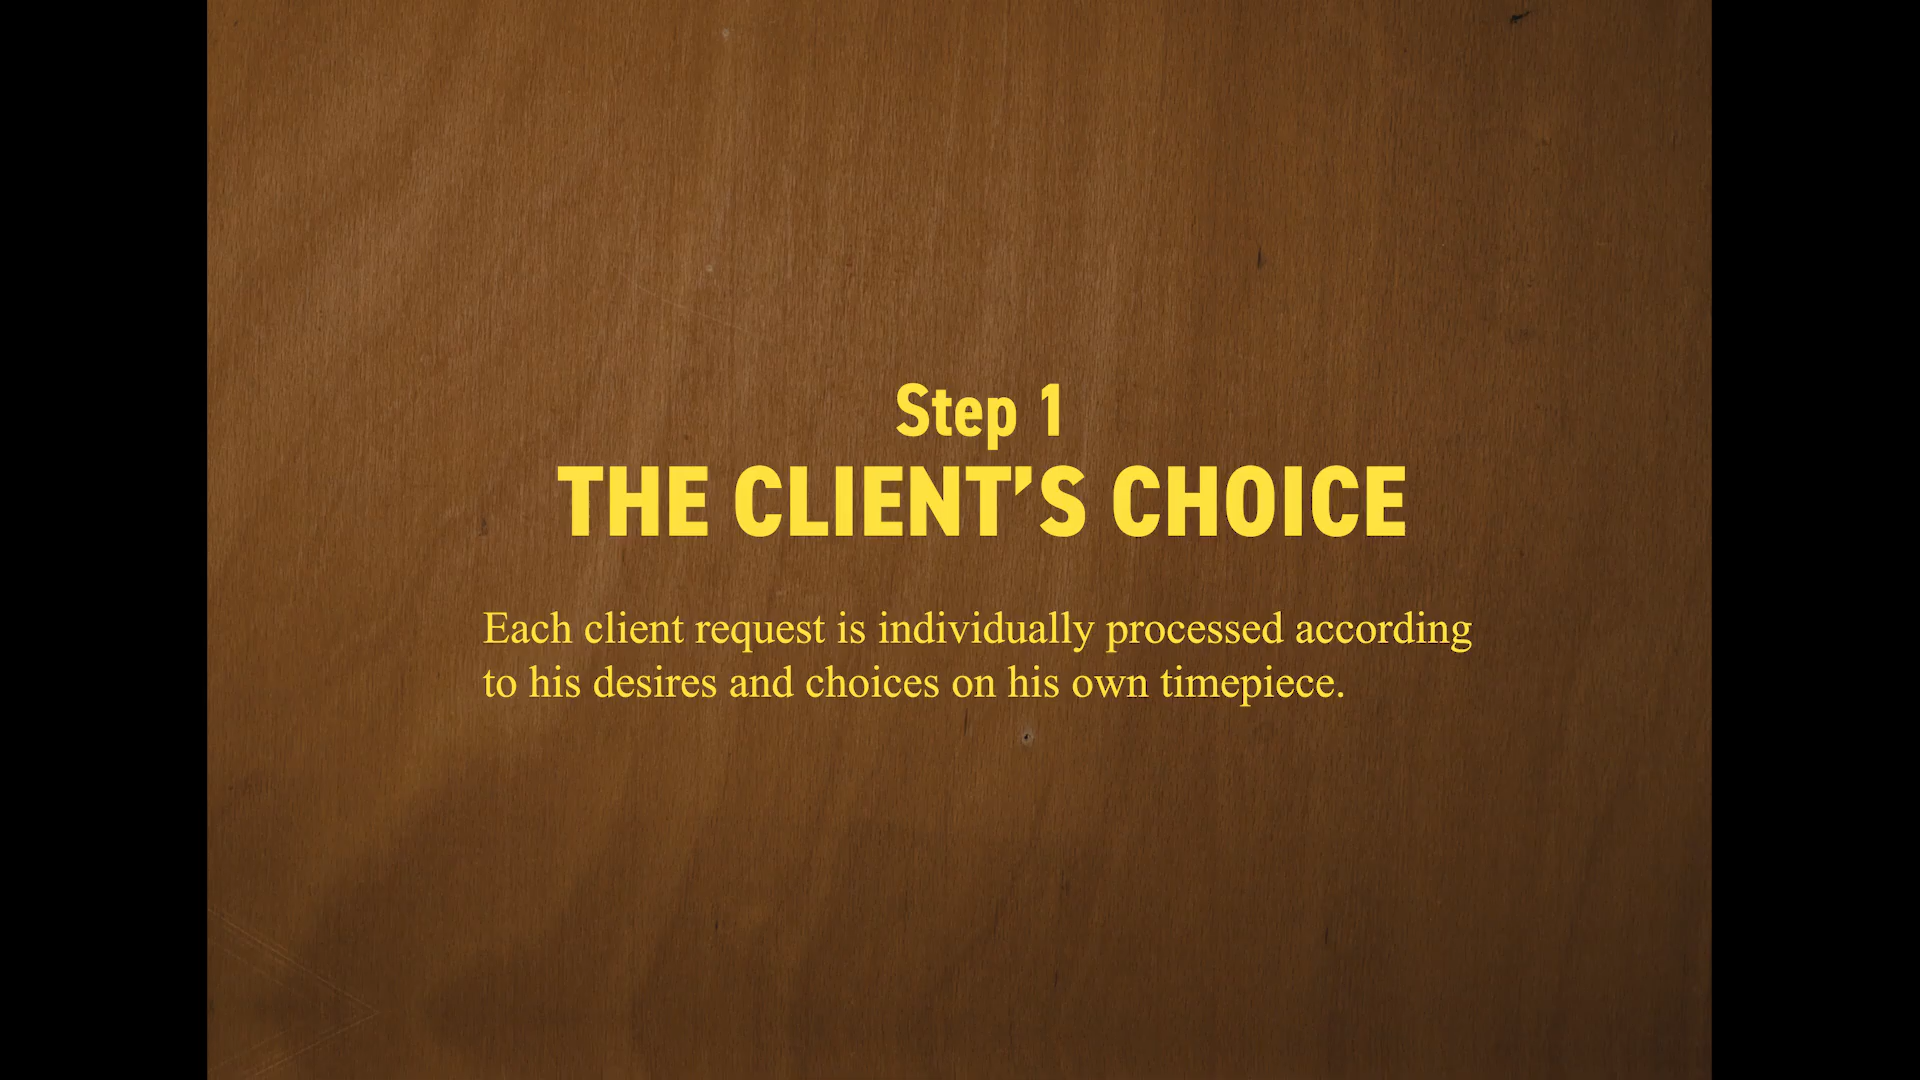 Step 1
THE CLIENT’S CHOICE
Each client request is individually processed according
to his desires and choices on his own timepiece.